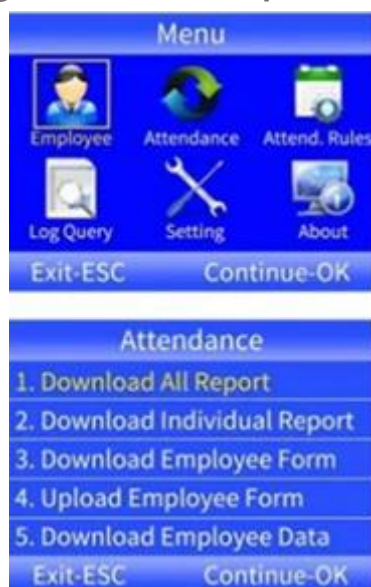 Menu
Employee Attendance Attend. Rules
Log Query Setting About
Exit-ESC Continue-OK
Attendance
1. Download All Report
2. Download Individual Report
3. Download Employee Form
4. Upload Employee Form
5. Download Employee Data
Exit-ESC Continue-OK